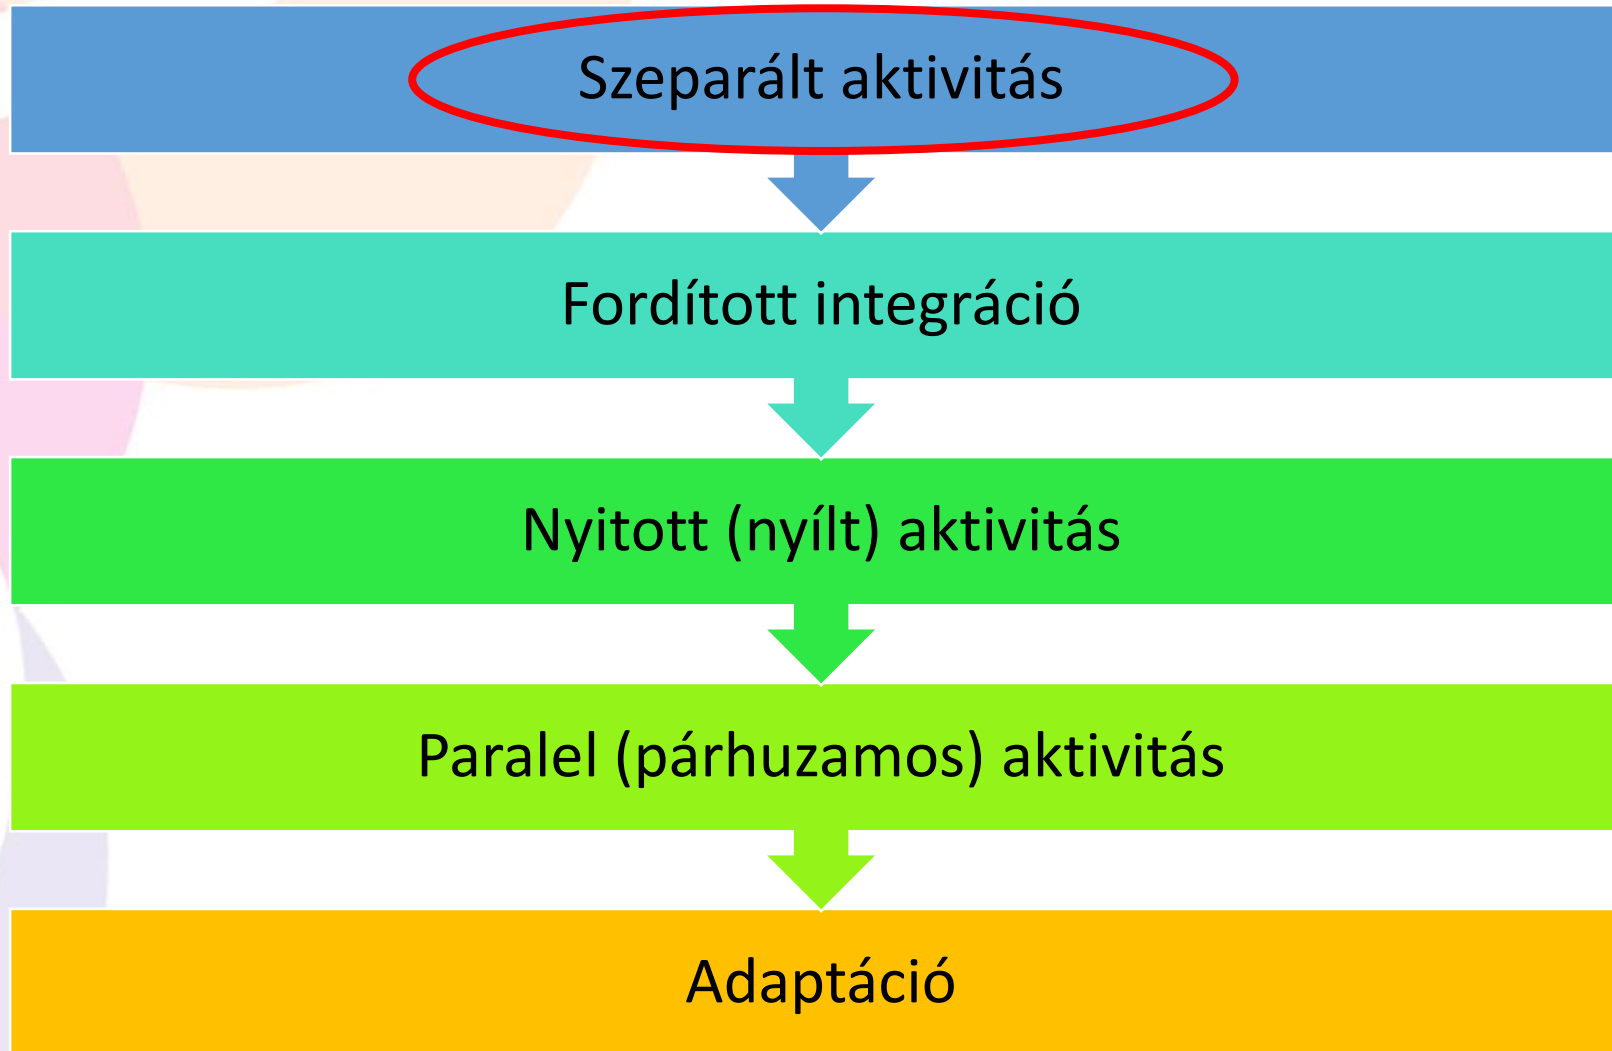 Szeparált aktivitás
Fordított integráció
Nyitott (nyílt) aktivitás
Paralel (párhuzamos) aktivitás
Adaptáció